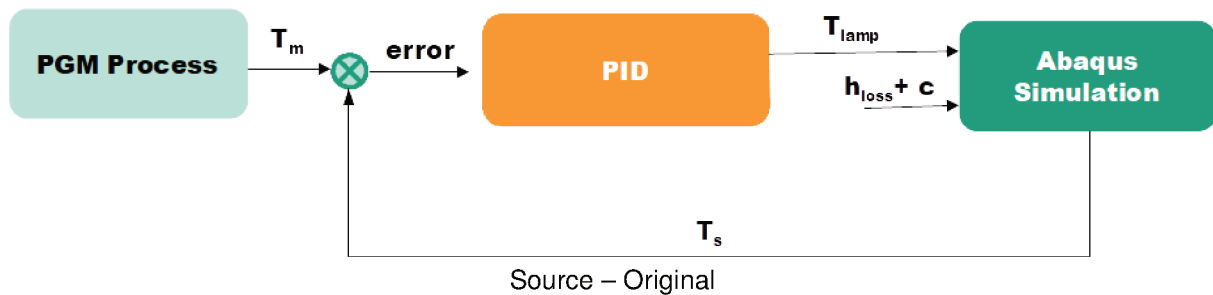 PGM Process
Tm
error
PID
Tlamp
hloss+ c
Abaqus
Simulation
Ts
Source – Original